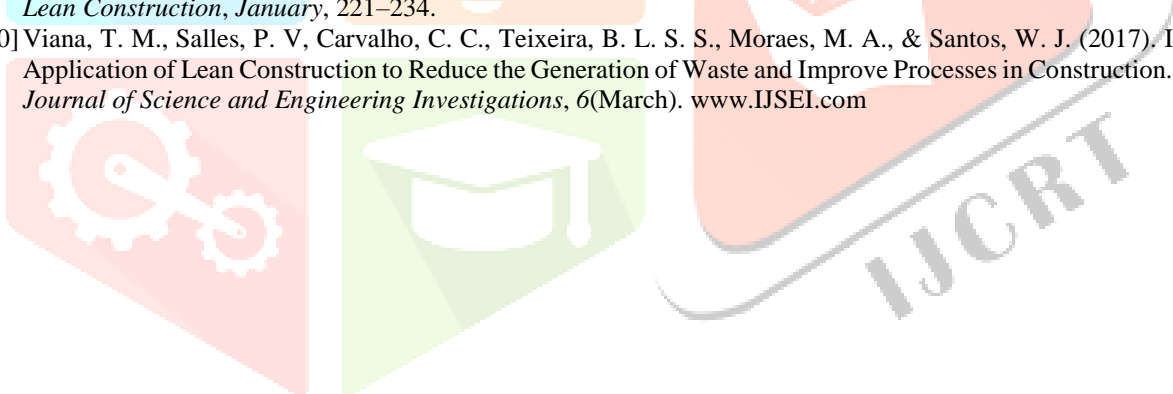 Lean Construction, January, 221–234.
0] Viana, T. M., Salles, P. V, Carvalho, C. C., Teixeira, B. L. S. S., Moraes, M. A., & Santos, W. J. (2017). I
Application of Lean Construction to Reduce the Generation of Waste and Improve Processes in Construction.
Journal of Science and Engineering Investigations, 6(March). www.IJSEI.com
IJCRT